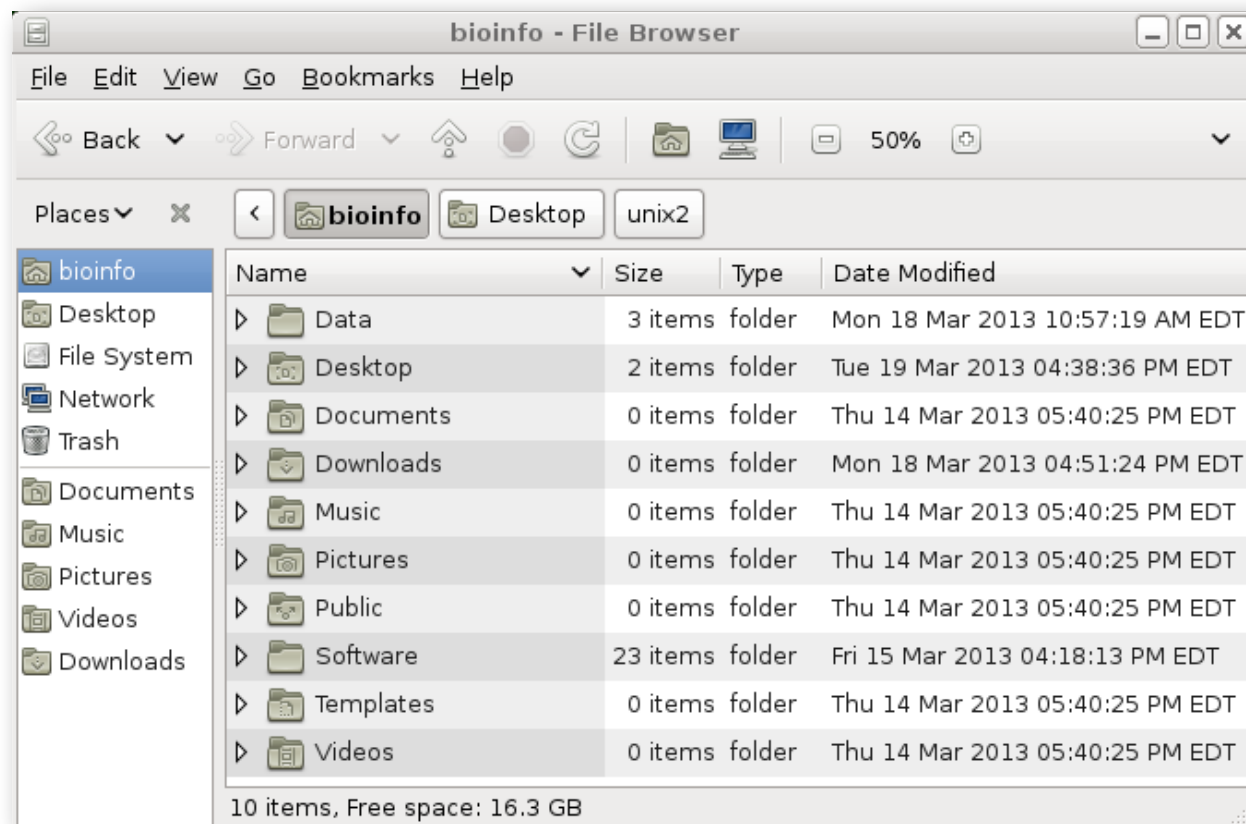 bioinfo - File Browser
File Edit View Go Bookmarks Help
Back Forward 50%
Places bioinfo Desktop unix2
bioinfo
Desktop
File System
Network
Trash
Documents
Music
Pictures
Videos
Downloads
Name Size Type Date Modified
Data 3 items folder Mon 18 Mar 2013 10:57:19 AM EDT
Desktop 2 items folder Tue 19 Mar 2013 04:38:36 PM EDT
Documents 0 items folder Thu 14 Mar 2013 05:40:25 PM EDT
Downloads 0 items folder Mon 18 Mar 2013 04:51:24 PM EDT
Music 0 items folder Thu 14 Mar 2013 05:40:25 PM EDT
Pictures 0 items folder Thu 14 Mar 2013 05:40:25 PM EDT
Public 0 items folder Thu 14 Mar 2013 05:40:25 PM EDT
Software 23 items folder Fri 15 Mar 2013 04:18:13 PM EDT
Templates 0 items folder Thu 14 Mar 2013 05:40:25 PM EDT
Videos 0 items folder Thu 14 Mar 2013 05:40:25 PM EDT
10 items, Free space: 16.3 GB